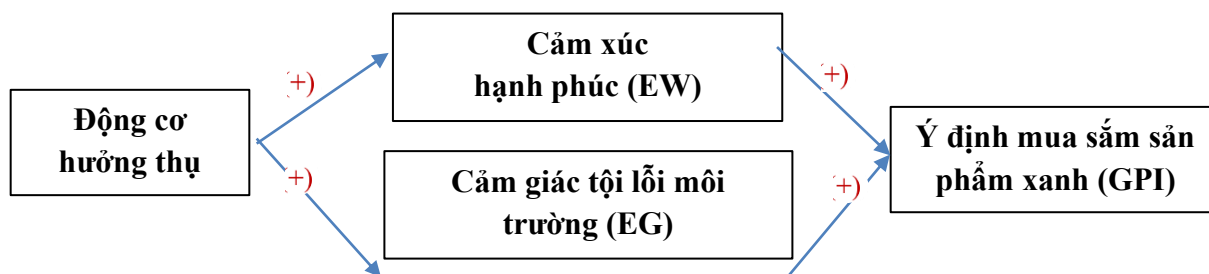 Cảm xúc
hạnh phúc (EW)
(+)
(+)
Động cơ
hưởng thụ
Ý định mua sắm sản
phẩm xanh (GPI)
(+)
(+)
Cảm giác tội lỗi môi
trường (EG)